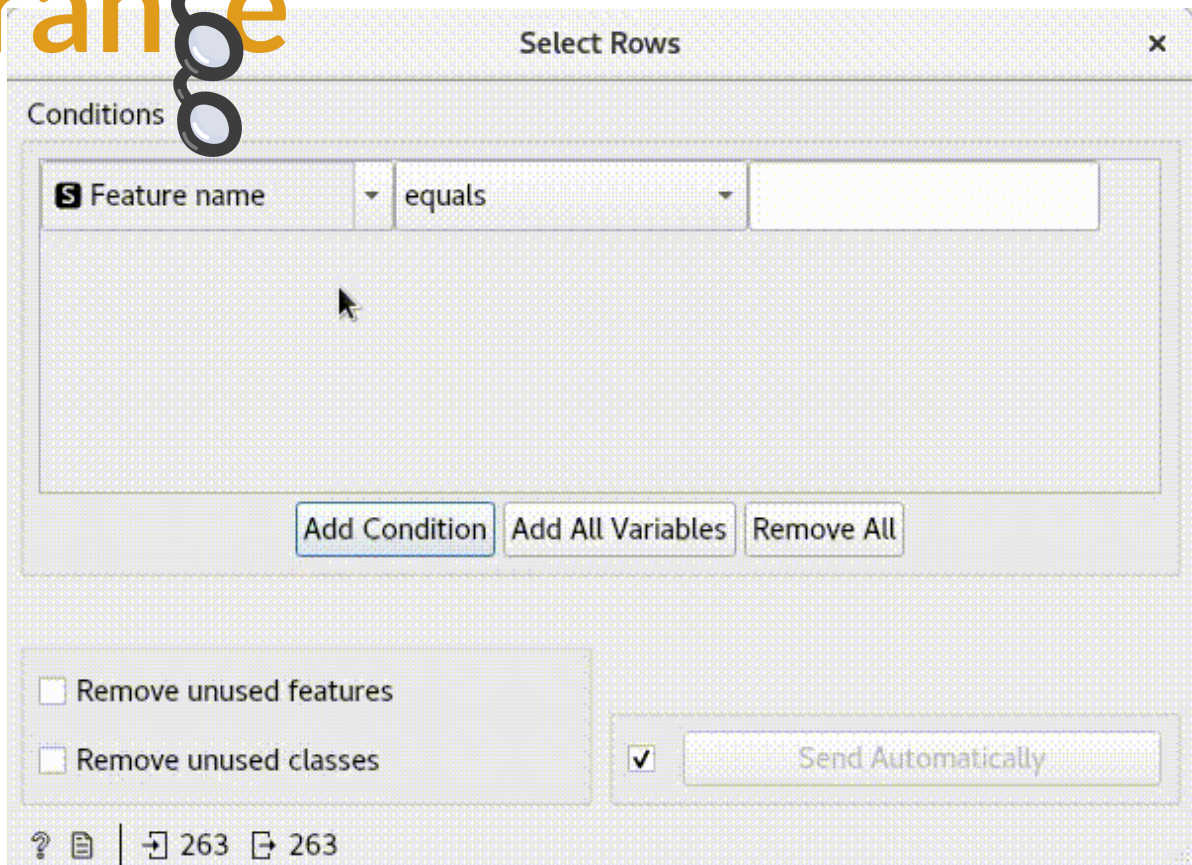 range
Select Rows
Conditions
S Feature name equals
Add Condition Add All Variables Remove All
Remove unused features
Remove unused classes
Send Automatically
? 263 263